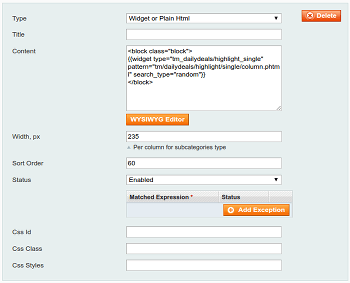 Type
Widget or Plain Html
Delete
Title
Content
<block class="block">
{{widget type="tm_dailydeals/highlight_single"
pattern="tm/dailydeals/highlight/single/column.phtm
l" search_type="random"}}
</block>
WYSIWYG Editor
Width, px
235
Per column for subcategories type
Sort Order
60
Status
Enabled
Matched Expression * Status
Add Exception
Css Id
Css Class
Css Styles